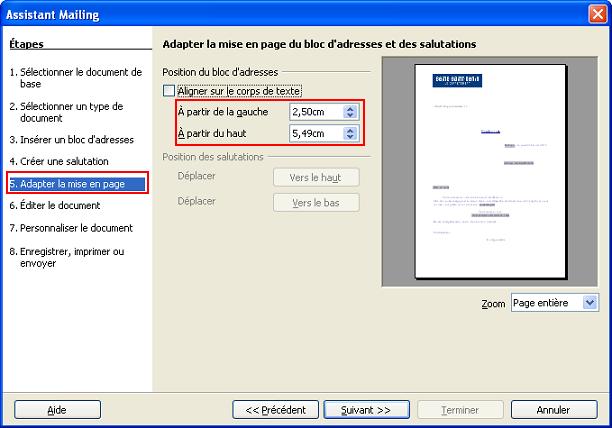 Assistant Mailing
Étapes
1. Sélectionner le document de
base
2. Sélectionner un type de
document
3. Insérer un bloc d'adresses
4. Créer une salutation
5. Adapter la mise en page
6. Éditer le document
7. Personnaliser le document
8. Enregistrer, imprimer ou
envoyer
Adapter la mise en page du bloc d'adresses et des salutations
Position du bloc d'adresses
Aligner sur le corps de texte
À partir de la gauche 2,50cm
À partir du haut 5,49cm
Position des salutations
Déplacer Vers le haut
Déplacer Vers le bas
Zoom Page entière
Aide << Précédent Suivant >> Terminer Annuler